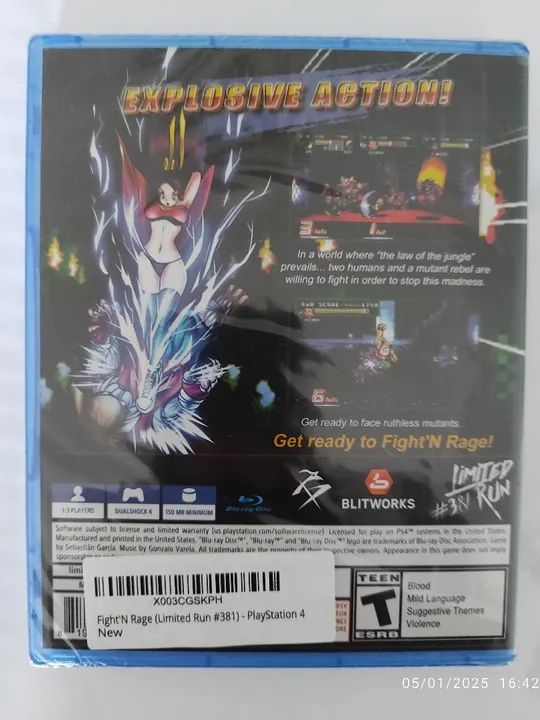 EXPLOSIVE ACTION!
In a world where "the law of the jungle"
prevails... two humans and a mutant rebel are
willing to fight in order to stop this madness.
SCORE
1750
Get ready to face ruthless mutants...
Get ready to Fight'N Rage!
1-3 PLAYERS
DUALSHOCK 4
150 MB MINIMUM
Blu-ray Disc
BLITWORKS
LIMITED
#381 RUN
Software subject to license and limited warranty (us.playstation.com/softwarelicense). Licensed for play on PS4™ systems in the United States.
Manufactured and printed in the United States. "Blu-ray Disc™", "Blu-ray™" and "Blu-ray Disc™" logo are trademarks of Blu-ray Disc Association. Game
by Sebastián García. Music by Gonzalo Varela. All trademarks are the property of their respective owners. Appearance in this game does not imply
sponsorship
X003CGSKPH
Fight'N Rage (Limited Run #381) - PlayStation 4
New
TEEN
T
ESRB
Blood
Mild Language
Suggestive Themes
Violence
05/01/2025 16:42